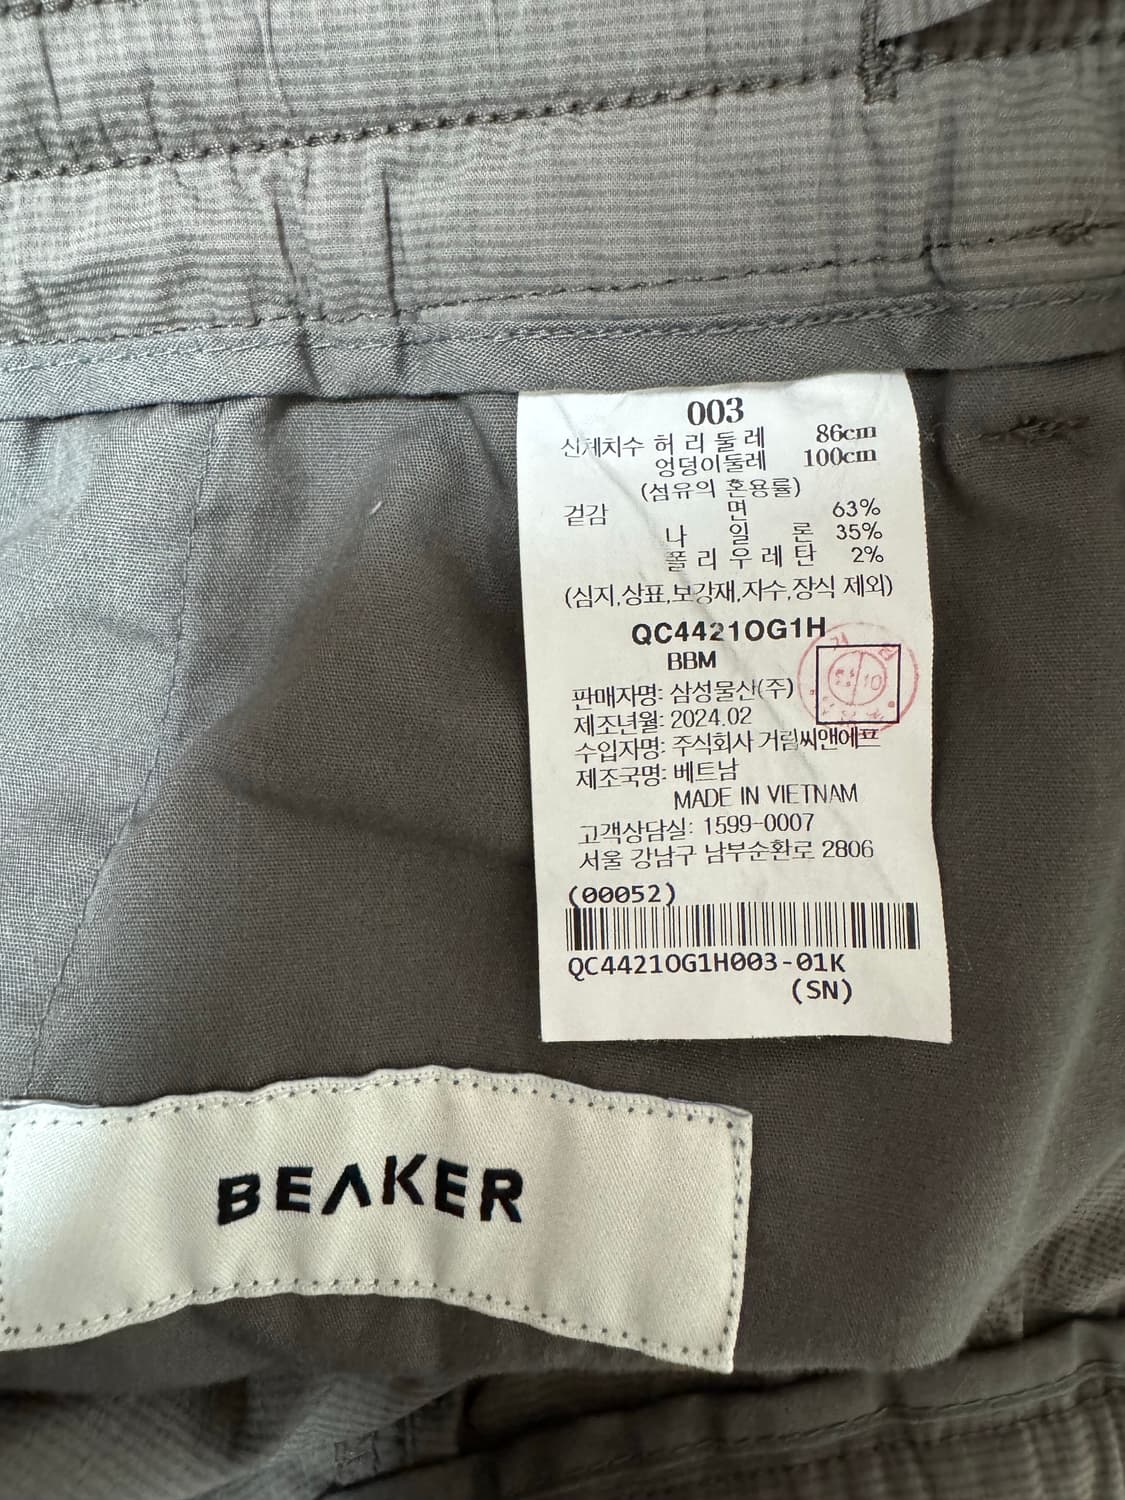 003
신체치수 허 리 둘 레 86cm
엉덩이둘레 100cm
(섬유의 혼용률)
겉감 면 63%
나 일 론 35%
폴 리 우 레 탄 2%
(심지,상표,보강재,자수,장식 제외)
QC4421OG1H
BBM
판매자명: 삼성물산(주)
제조년월: 2024.02
수입자명: 주식회사 거림씨앤에프
제조국명: 베트남
MADE IN VIETNAM
고객상담실: 1599-0007
서울 강남구 남부순환로 2806
(00052)
QC4421OG1H003-01K
(SN)
BEAKER